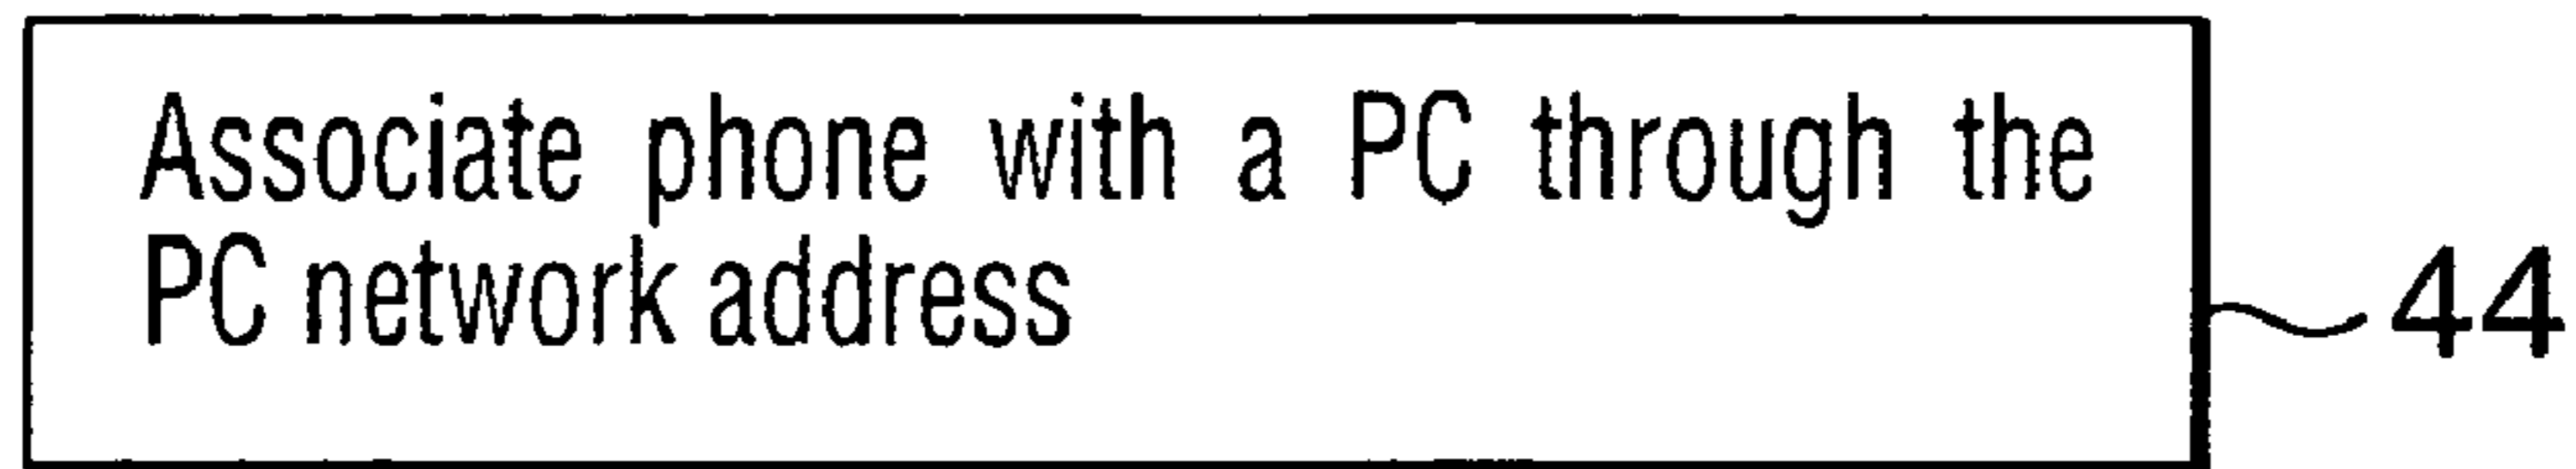 Associate phone with a PC through the
PC network address
44